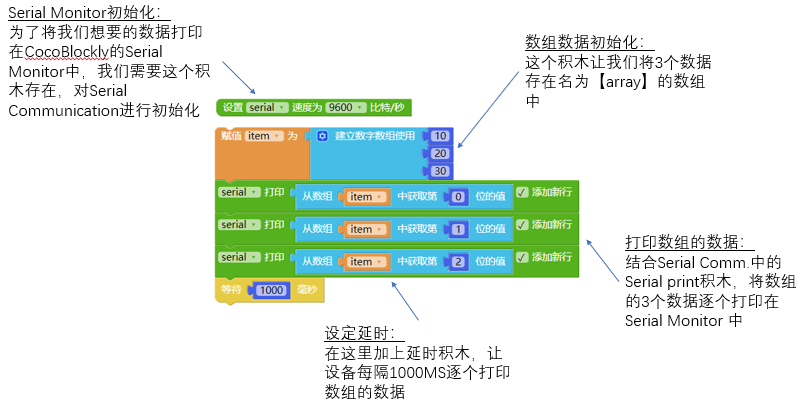 Serial Monitor初始化：
为了将我们想要的数据打印
在CocoBlockly的Serial
Monitor中，我们需要这个积
木存在，对Serial
Communication进行初始化
数组数据初始化：
这个积木让我们将3个数据
存在名为【array】的数组
中
设置 serial 速度为 9600 比特/秒
赋值 item 为 建立数字数组使用 10
20
30
serial 打印 从数组 item 中获取第 0 位的值 添加新行
serial 打印 从数组 item 中获取第 1 位的值 添加新行
serial 打印 从数组 item 中获取第 2 位的值 添加新行
等待 1000 毫秒
打印数组的数据：
结合Serial Comm.中的
Serial print积木，将数组
的3个数据逐个打印在
Serial Monitor 中
设定延时：
在这里加上延时积木，让
设备每隔1000MS逐个打印
数组的数据